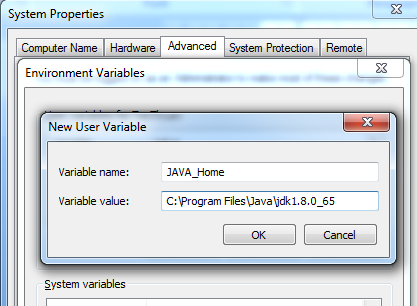 System Properties
Computer Name Hardware Advanced System Protection Remote
Environment Variables
New User Variable
Variable name: JAVA_Home
Variable value: C:\Program Files\Java\jdk1.8.0_65
OK Cancel
System variables